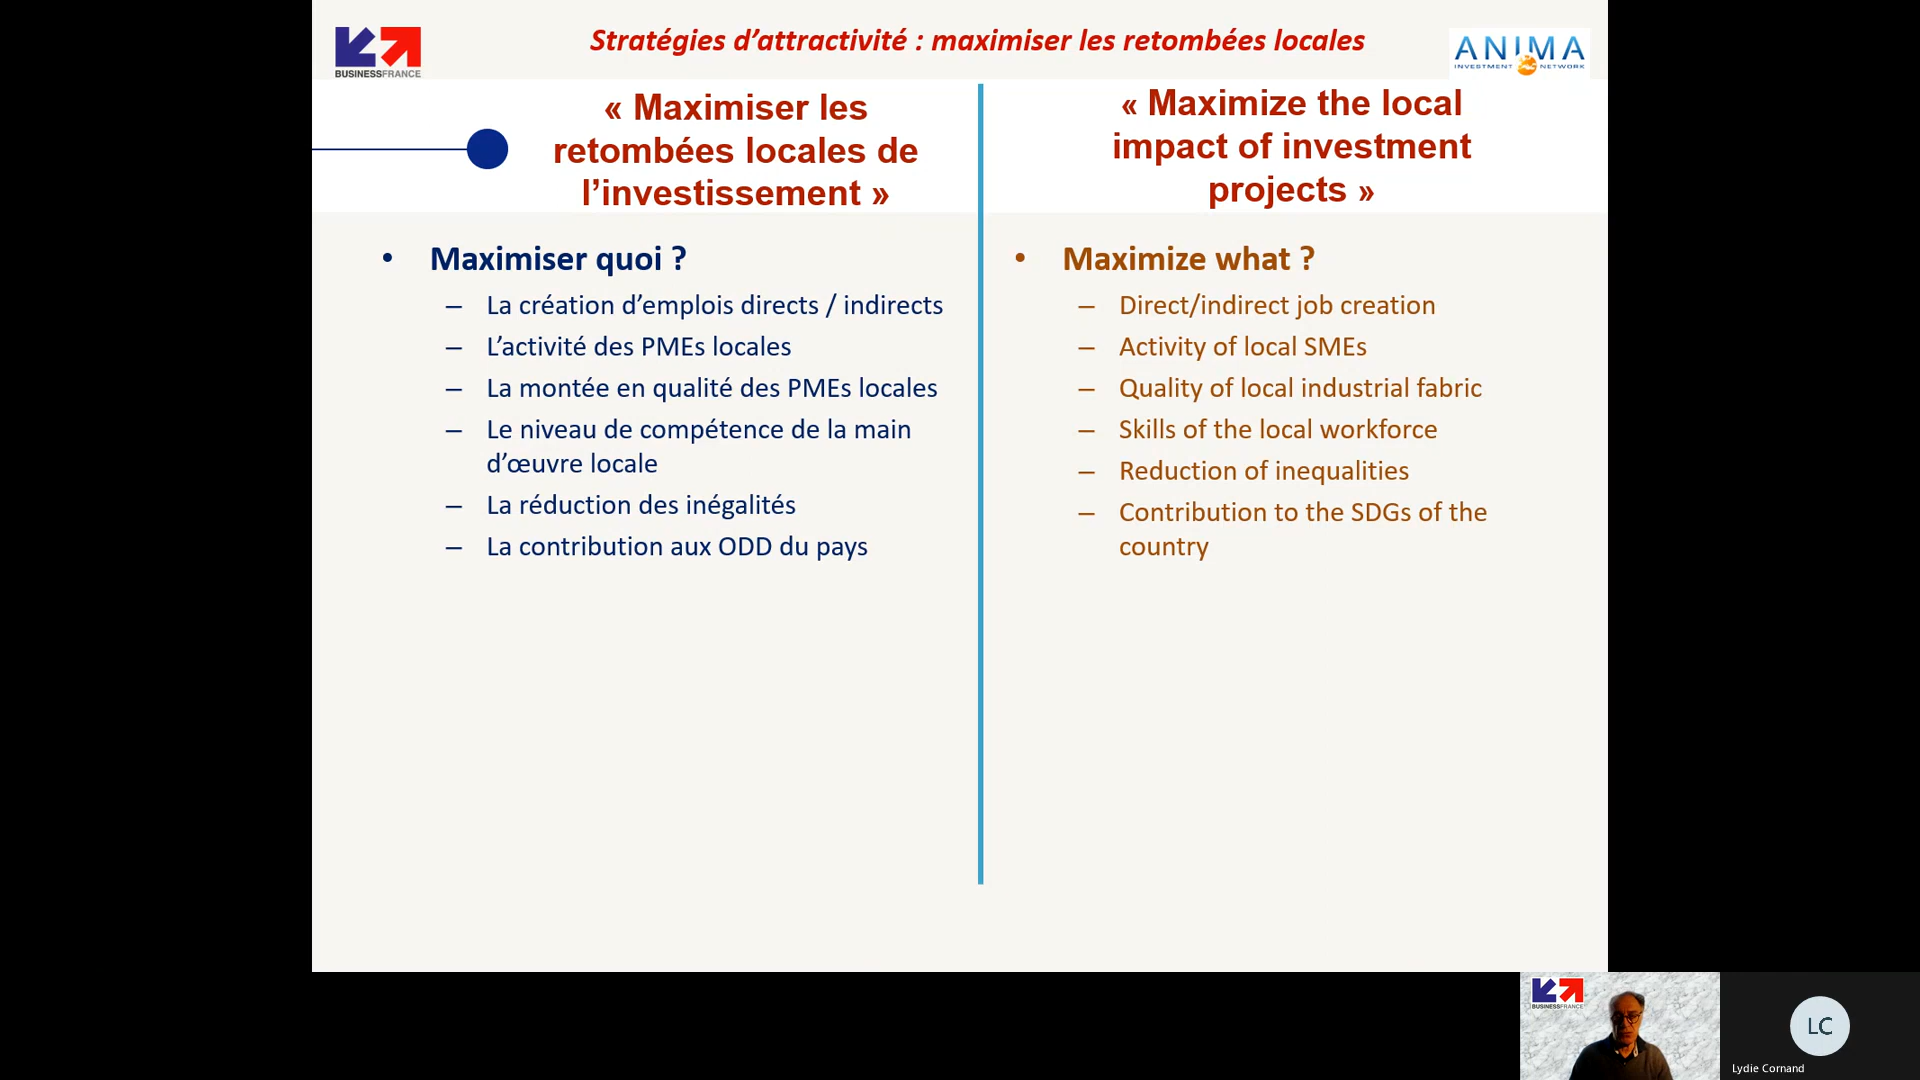 BUSINESSFRANCE
Stratégies d’attractivité : maximiser les retombées locales
ANIMA
INVESTMENT NETWORK
« Maximiser les
retombées locales de
l’investissement »
• Maximiser quoi ?
– La création d’emplois directs / indirects
– L’activité des PMEs locales
– La montée en qualité des PMEs locales
– Le niveau de compétence de la main
d’œuvre locale
– La réduction des inégalités
– La contribution aux ODD du pays
« Maximize the local
impact of investment
projects »
• Maximize what ?
– Direct/indirect job creation
– Activity of local SMEs
– Quality of local industrial fabric
– Skills of the local workforce
– Reduction of inequalities
– Contribution to the SDGs of the
country
BUSINESSFRANCE
LC
Lydie Cornand